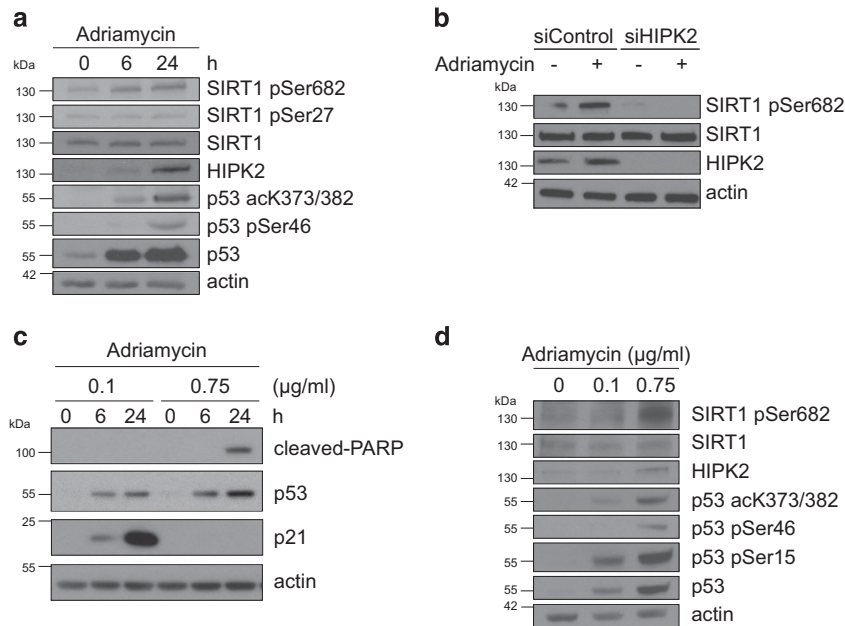 a
Adriamycin
0 6 24 h
kDa
130 SIRT1 pSer682
130 SIRT1 pSer27
130 SIRT1
130 HIPK2
55 p53 acK373/382
55 p53 pSer46
55 p53
42 actin
b
siControl siHIPK2
Adriamycin - + - +
kDa
130 SIRT1 pSer682
130 SIRT1
130 HIPK2
42 actin
c
Adriamycin
0.1 0.75 (µg/ml)
0 6 24 0 6 24 h
kDa
100 cleaved-PARP
55 p53
25 p21
55 actin
d
Adriamycin (µg/ml)
0 0.1 0.75
kDa
130 SIRT1 pSer682
130 SIRT1
130 HIPK2
55 p53 acK373/382
55 p53 pSer46
55 p53 pSer15
55 p53
42 actin